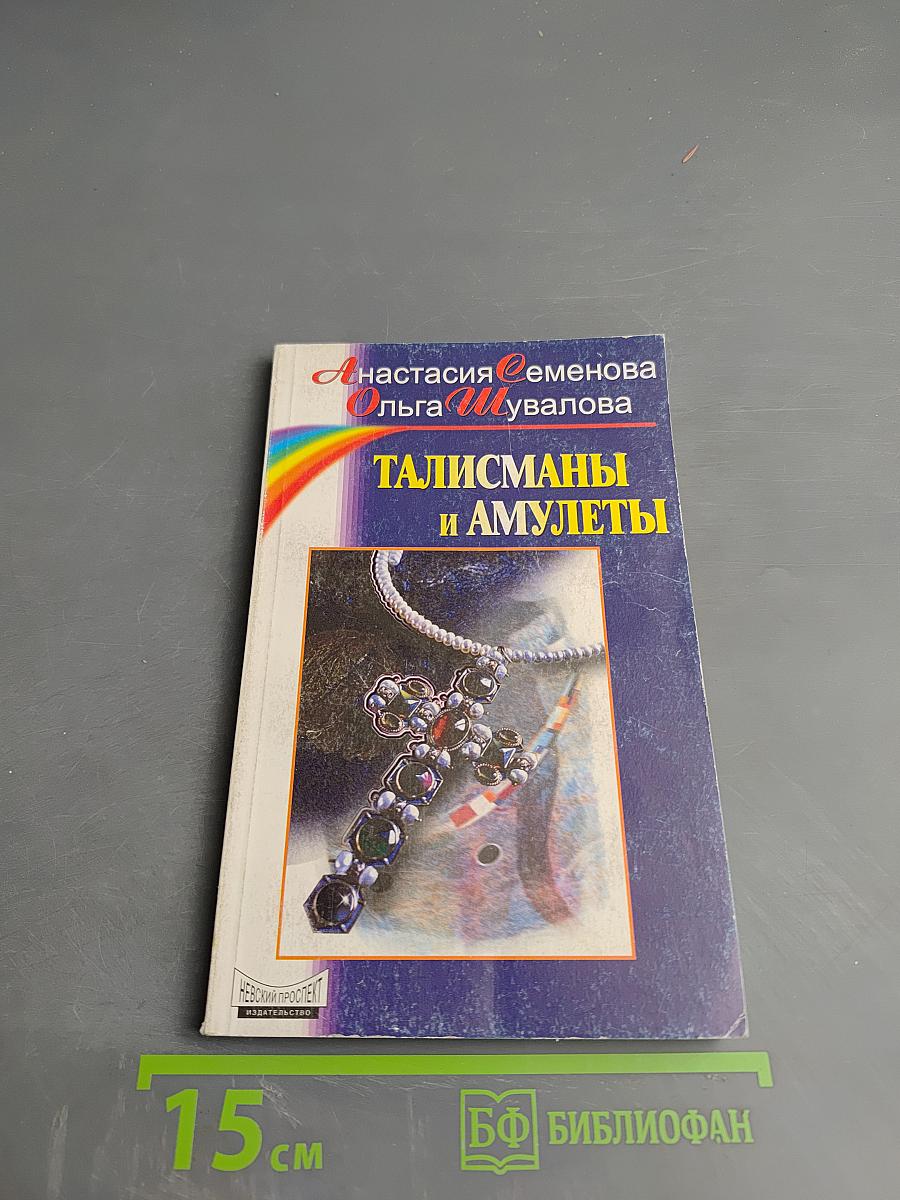 Анастасия Семенова
Ольга Шувалова
ТАЛИСМАНЫ
и АМУЛЕТЫ
НЕВСКИЙ ПРОСПЕКТ
ИЗДАТЕЛЬСТВО
15 см
БФ БИБЛИОФАН